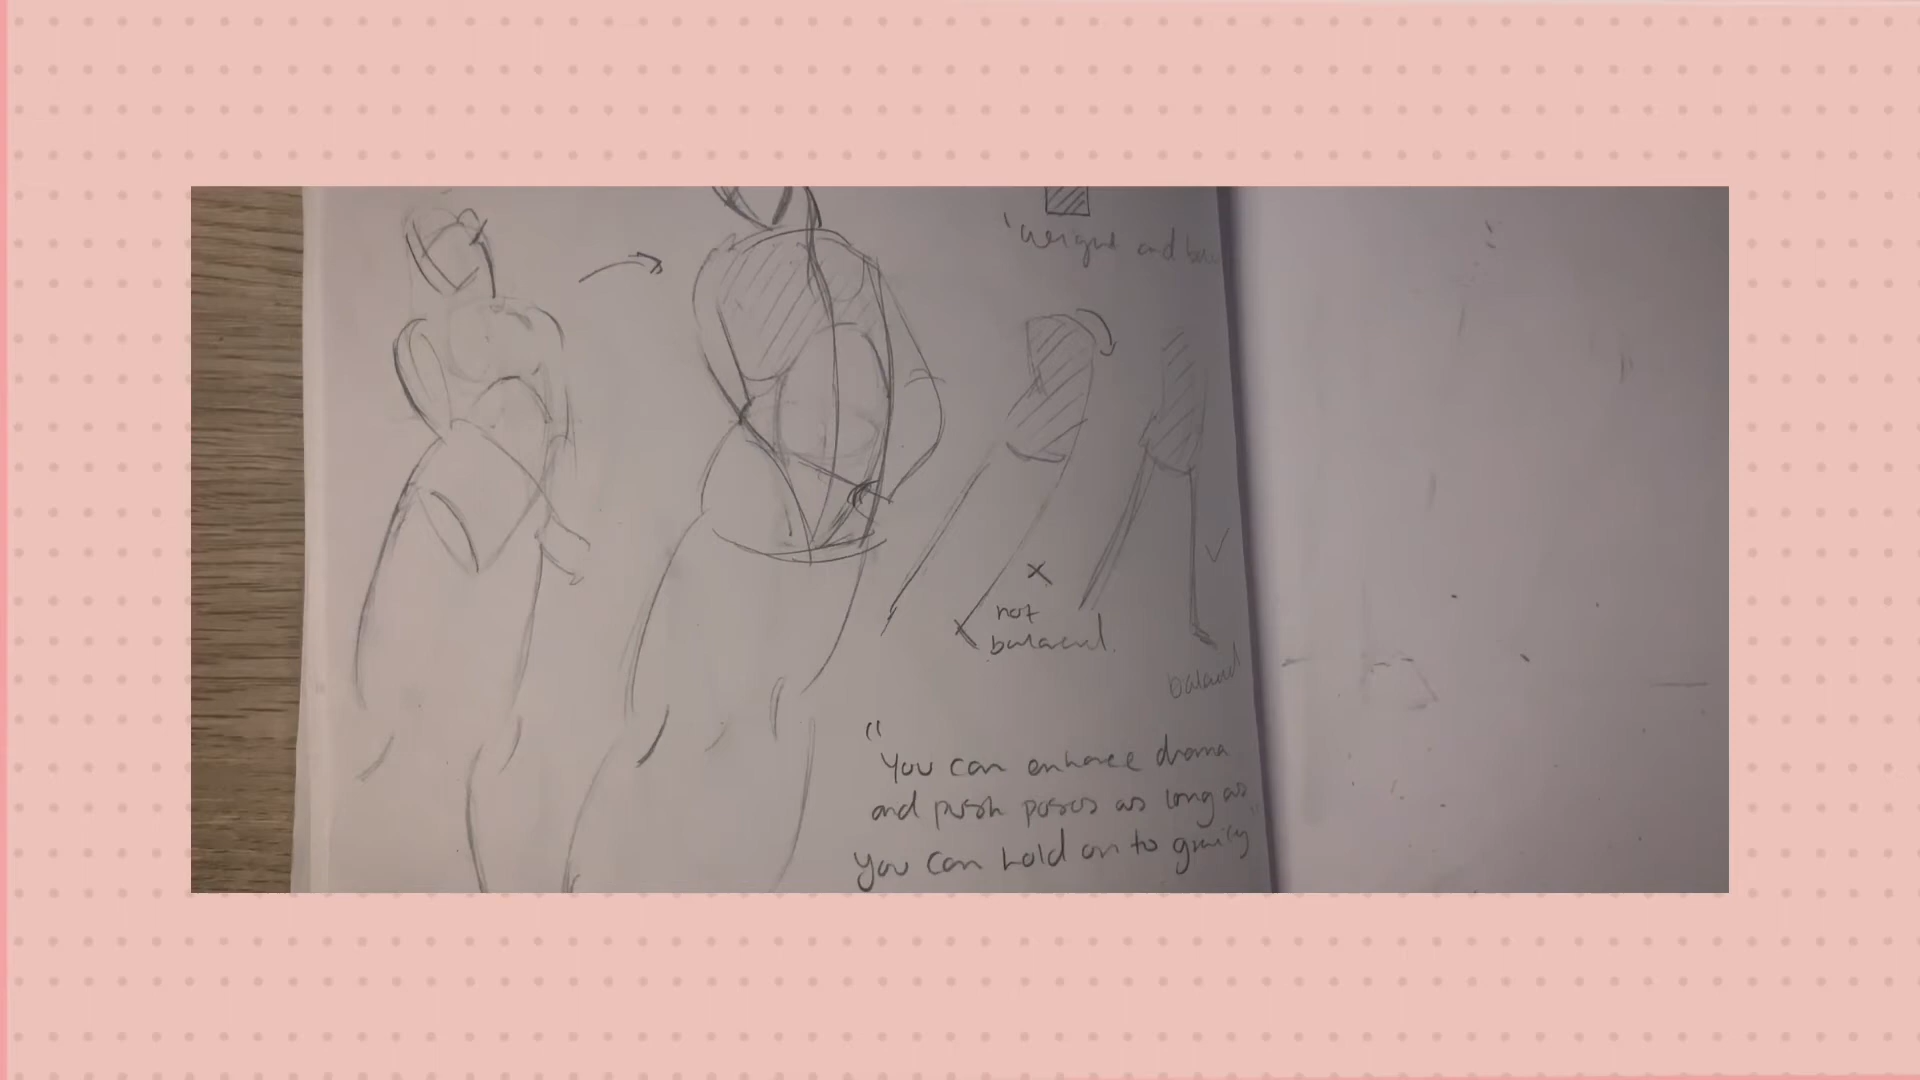 'Weight and
not
balanced.
balanced
"
You can enhance drama
and push poses as long as
you can hold on to gravity"